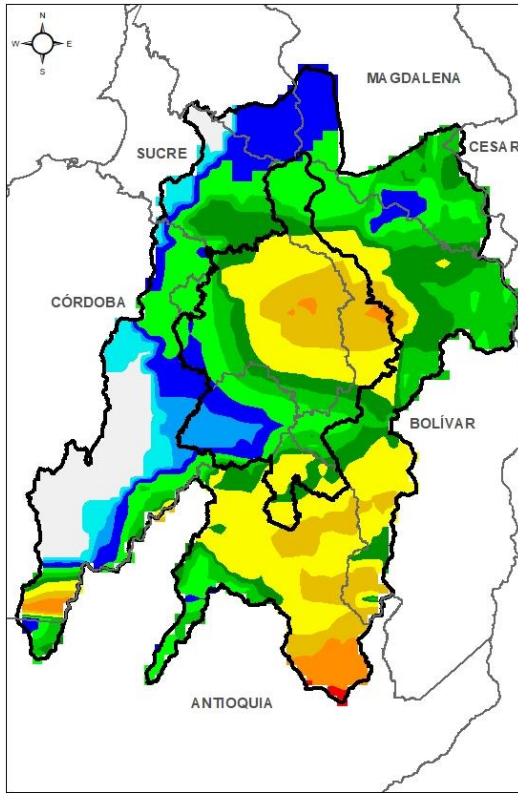 N
W E
S
MAGDALENA
CESAR
SUCRE
CÓRDOBA
BOLÍVAR
ANTIOQUIA